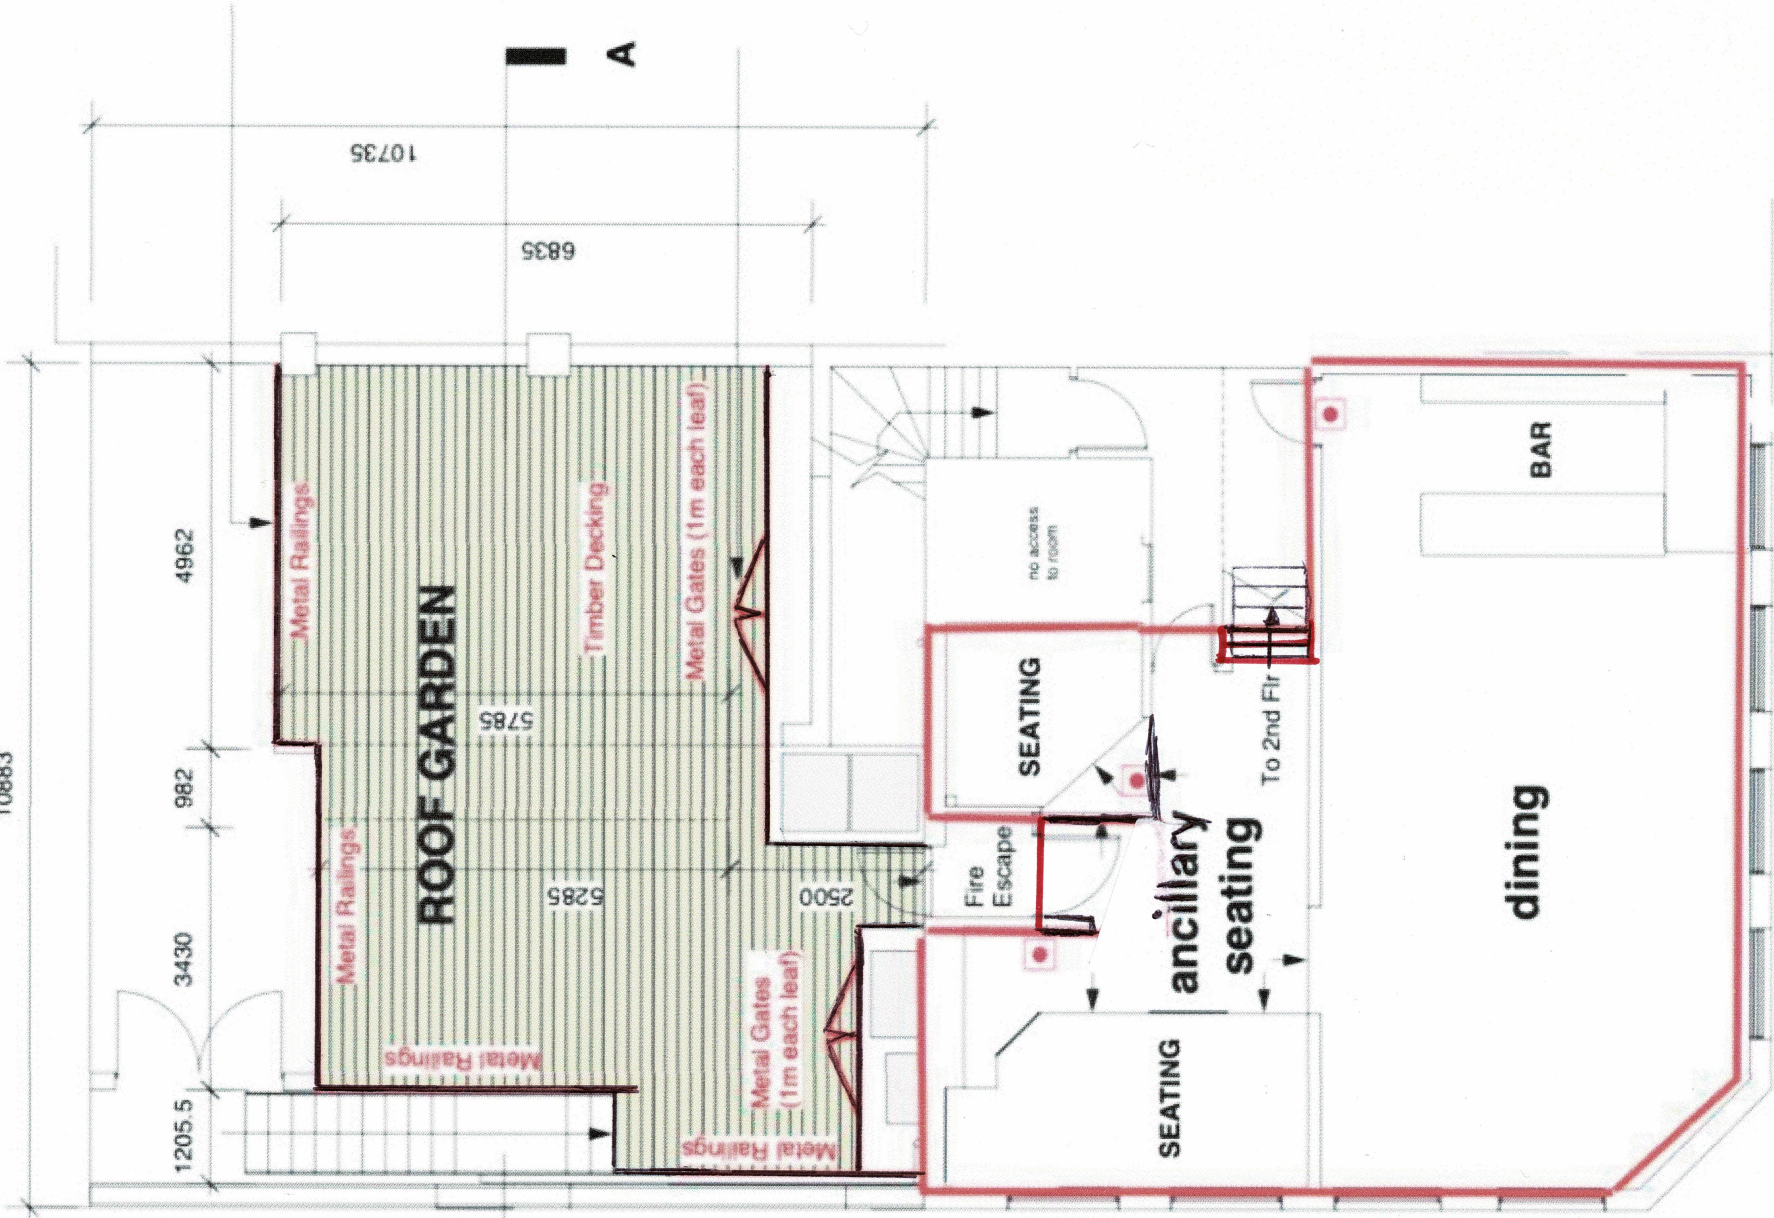 A
10735
6835
10883
4962
982
3430
1205.5
Metal Railings
Metal Railings
ROOF GARDEN
Metal Railings
5785
5285
Timber Decking
Metal Gates (1m each leaf)
2500
Metal Gates
(1m each leaf)
Metal Railings
no access
to room
SEATING
Fire
Escape
ancillary
seating
To 2nd Flr
SEATING
BAR
dining